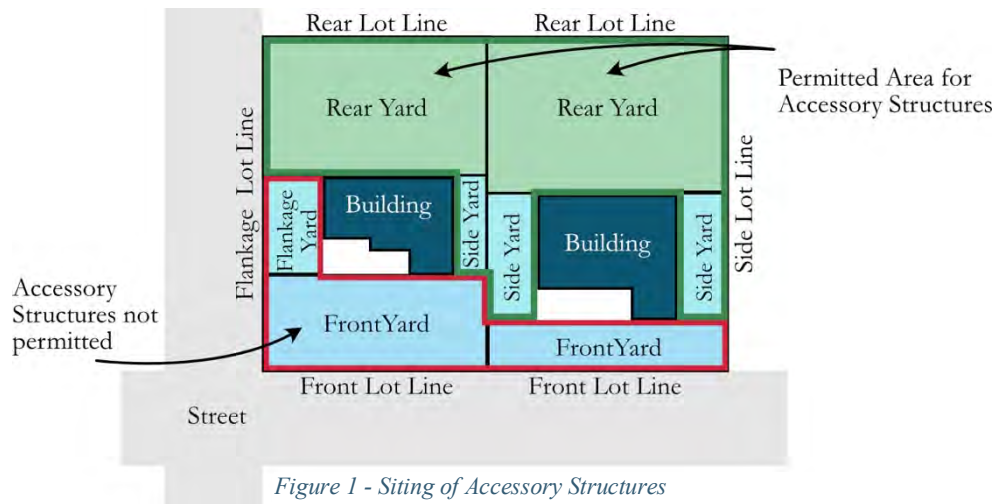 Rear Lot Line
Rear Lot Line
Permitted Area for
Accessory Structures
Rear Yard
Rear Yard
Flankage Lot Line
Flankage
Yard
Building
Side Yard
Side Yard
Building
Side Yard
Side Lot Line
Accessory
Structures not
permitted
FrontYard
FrontYard
Front Lot Line
Front Lot Line
Street
Figure 1 - Siting of Accessory Structures